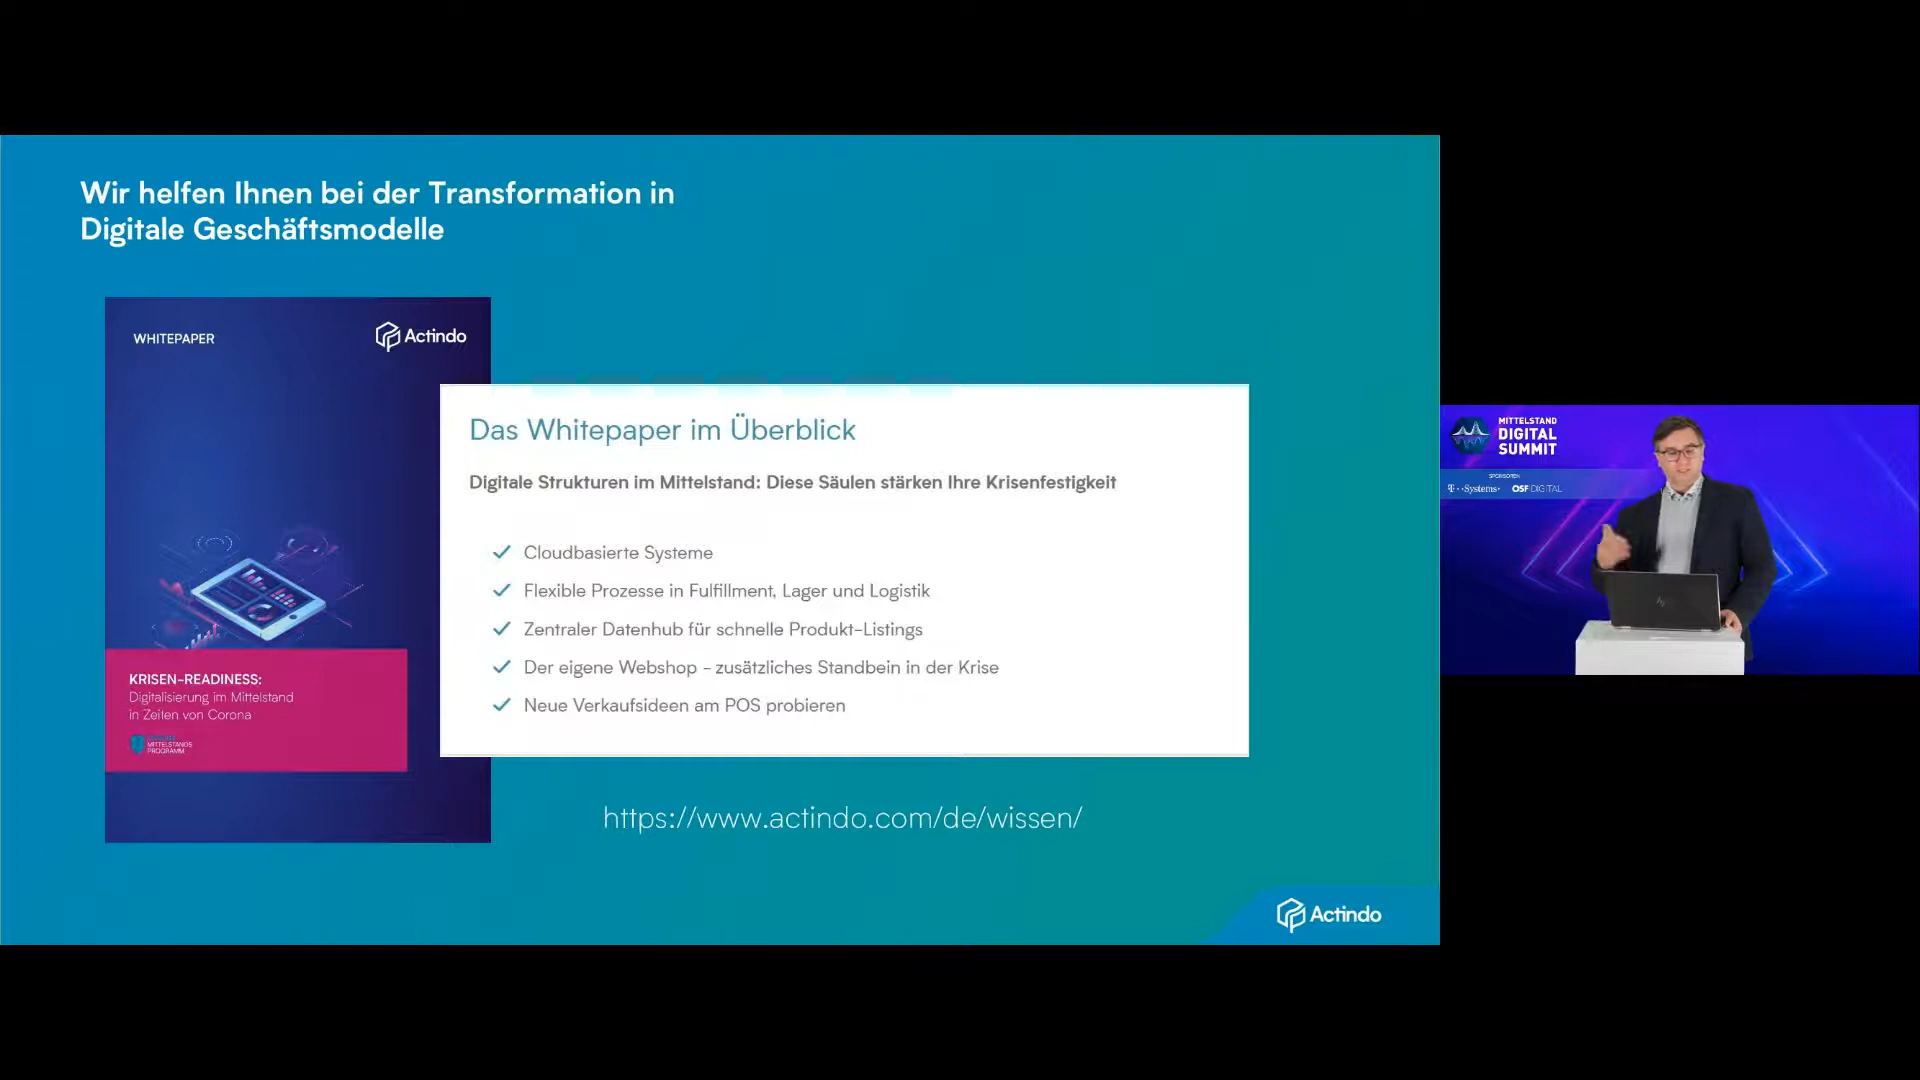 Wir helfen Ihnen bei der Transformation in
Digitale Geschäftsmodelle
WHITEPAPER
Actindo
KRISEN-READINESS:
Digitalisierung im Mittelstand
in Zeiten von Corona
MITTELSTANDS
PROGRAMM
Das Whitepaper im Überblick
Digitale Strukturen im Mittelstand: Diese Säulen stärken Ihre Krisenfestigkeit
Cloudbasierte Systeme
Flexible Prozesse in Fulfillment, Lager und Logistik
Zentraler Datenhub für schnelle Produkt-Listings
Der eigene Webshop - zusätzliches Standbein in der Krise
Neue Verkaufsideen am POS probieren
https://www.actindo.com/de/wissen/
Actindo
MITTELSTAND
DIGITAL
SUMMIT
SPONSOREN
T··Systems· OSF DIGITAL